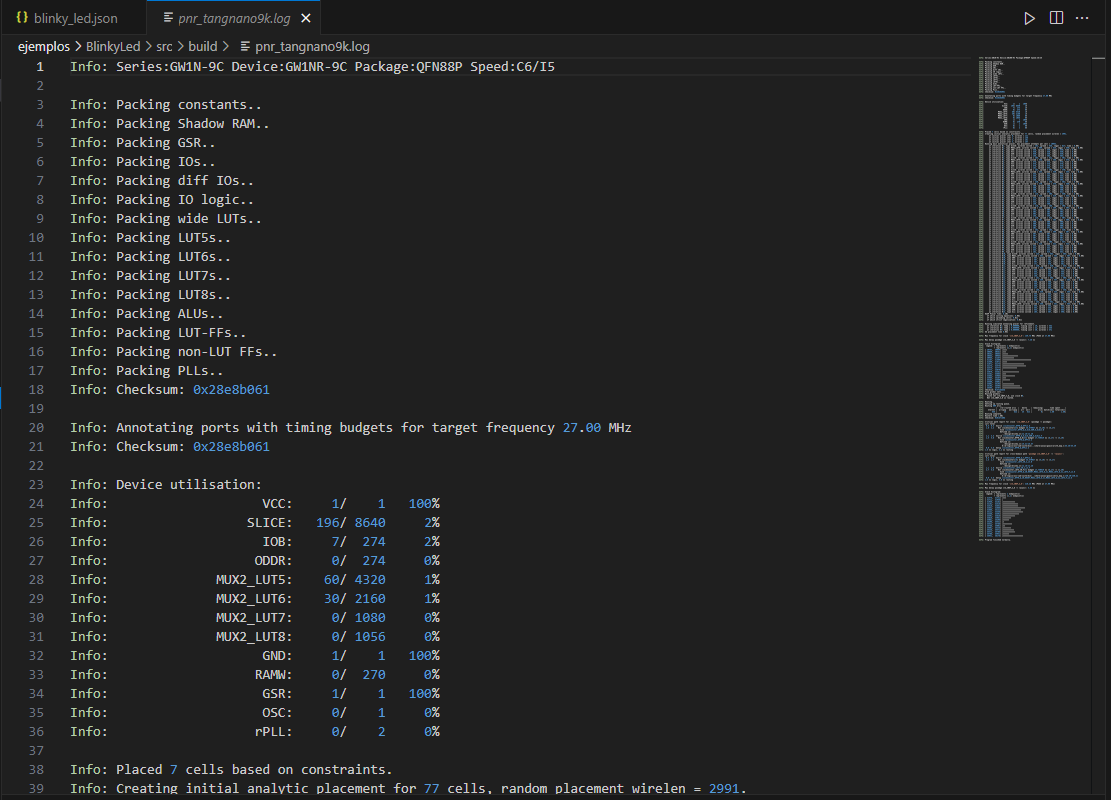 blinky_led.json
pnr_tangnano9k.log
ejemplos > BlinkyLed > src > build > pnr_tangnano9k.log
1 Info: Series:GW1N-9C Device:GW1NR-9C Package:QFN88P Speed:C6/I5
2
3 Info: Packing constants..
4 Info: Packing Shadow RAM..
5 Info: Packing GSR..
6 Info: Packing IOs..
7 Info: Packing diff IOs..
8 Info: Packing IO logic..
9 Info: Packing wide LUTs..
10 Info: Packing LUT5s..
11 Info: Packing LUT6s..
12 Info: Packing LUT7s..
13 Info: Packing LUT8s..
14 Info: Packing ALUs..
15 Info: Packing LUT-FFs..
16 Info: Packing non-LUT FFs..
17 Info: Packing PLLs..
18 Info: Checksum: 0x28e8b061
19
20 Info: Annotating ports with timing budgets for target frequency 27.00 MHz
21 Info: Checksum: 0x28e8b061
22
23 Info: Device utilisation:
24 Info: VCC: 1/ 1 100%
25 Info: SLICE: 196/ 8640 2%
26 Info: IOB: 7/ 274 2%
27 Info: ODDR: 0/ 274 0%
28 Info: MUX2_LUT5: 60/ 4320 1%
29 Info: MUX2_LUT6: 30/ 2160 1%
30 Info: MUX2_LUT7: 0/ 1080 0%
31 Info: MUX2_LUT8: 0/ 1056 0%
32 Info: GND: 1/ 1 100%
33 Info: RAMW: 0/ 270 0%
34 Info: GSR: 1/ 1 100%
35 Info: OSC: 0/ 1 0%
36 Info: rPLL: 0/ 2 0%
37
38 Info: Placed 7 cells based on constraints.
39 Info: Creating initial analytic placement for 77 cells, random placement wirelen = 2991.